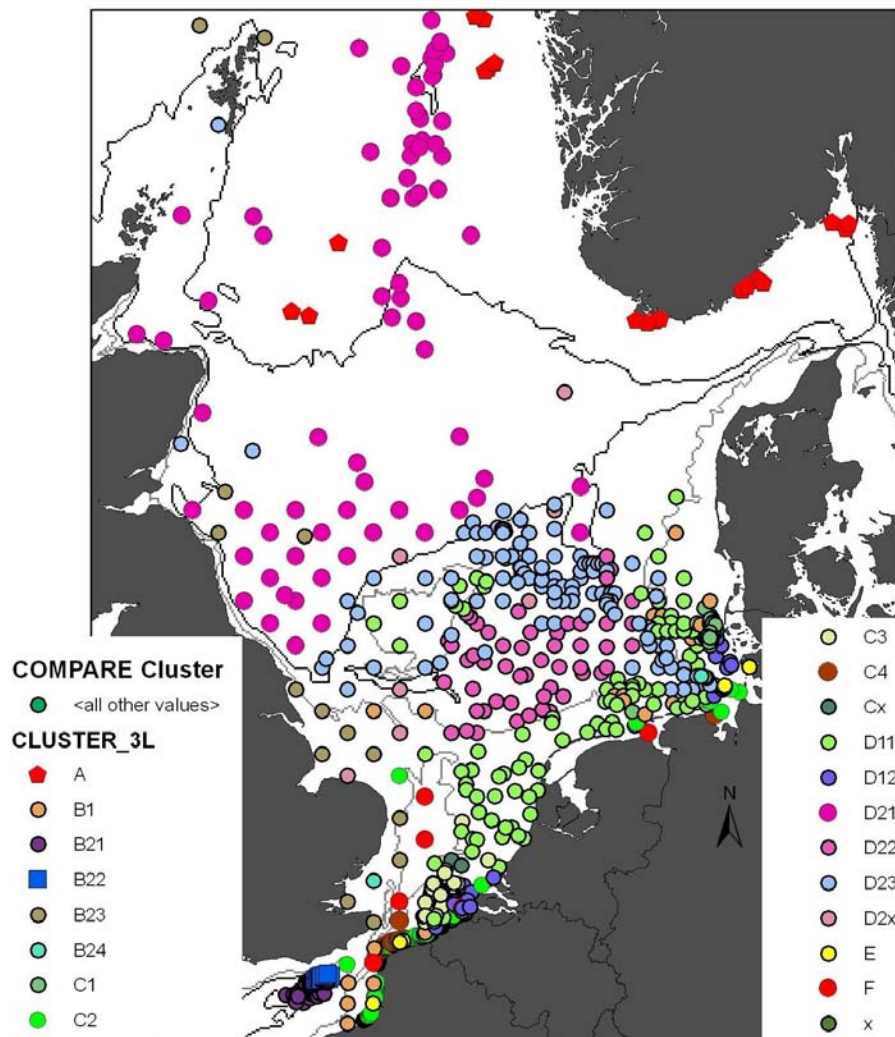 N
COMPARE Cluster
<all other values>
CLUSTER_3L
A
B1
B21
B22
B23
B24
C1
C2
C3
C4
Cx
D11
D12
D21
D22
D23
D2x
E
F
x